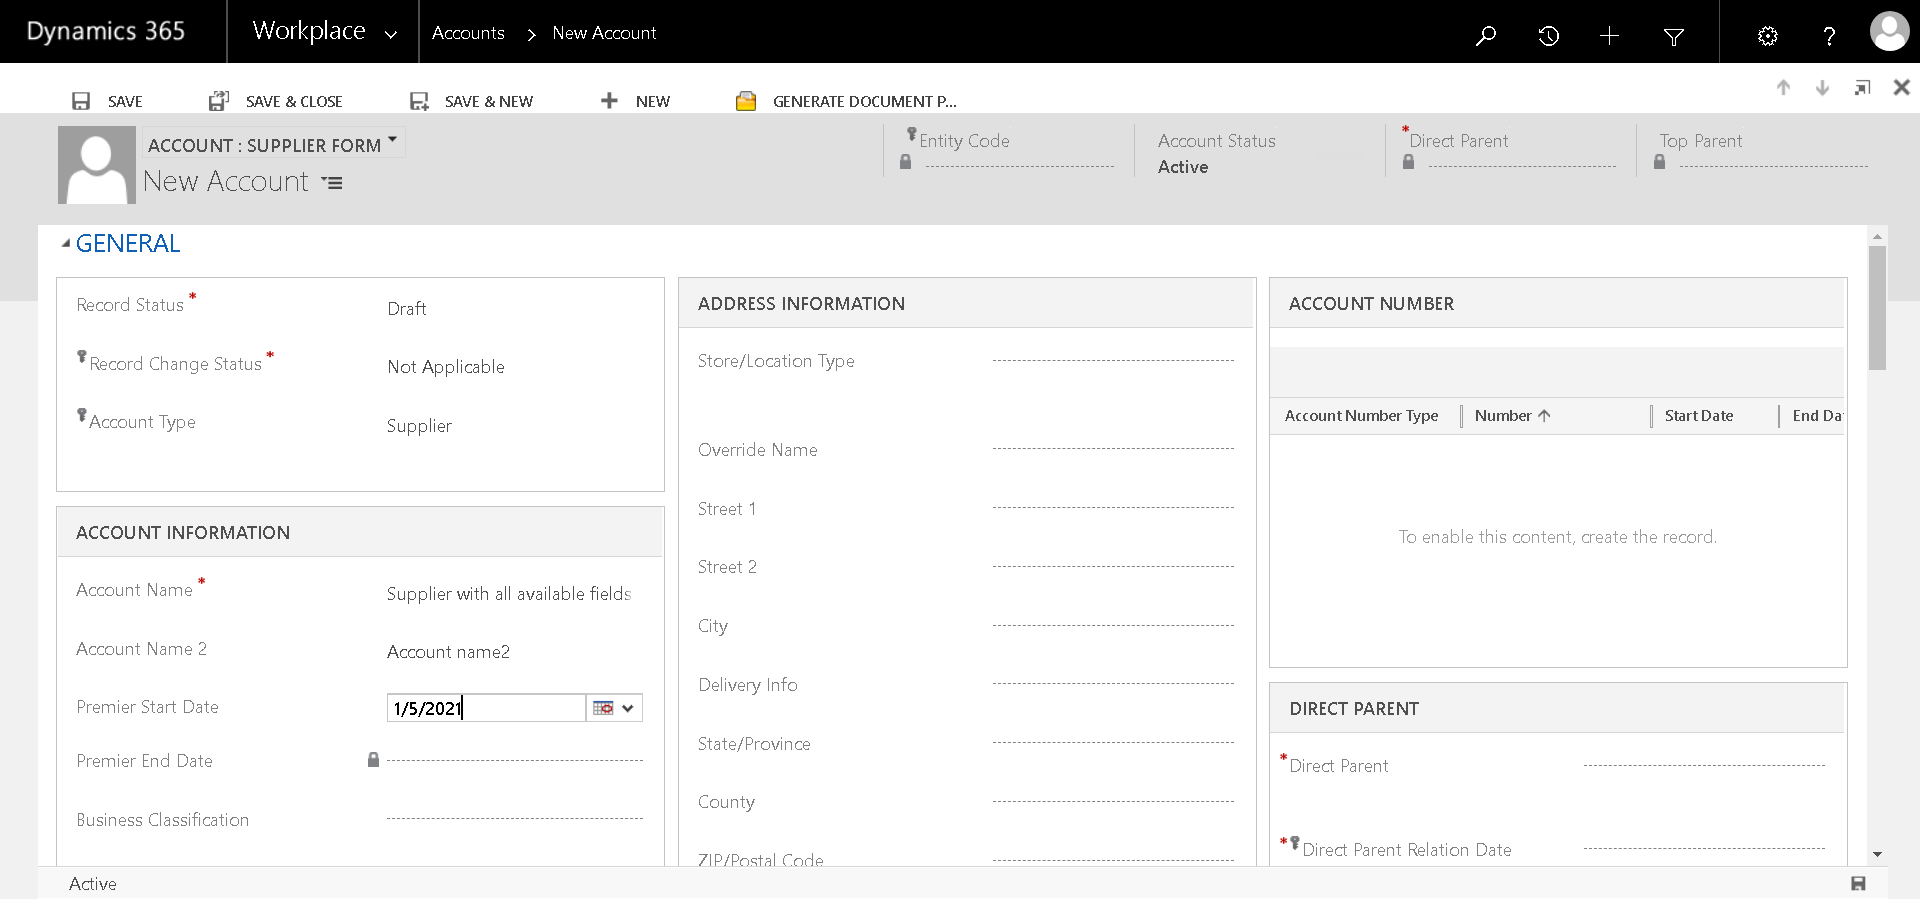 Dynamics 365
Workplace
Accounts > New Account
?
SAVE
SAVE & CLOSE
SAVE & NEW
NEW
GENERATE DOCUMENT P...
ACCOUNT : SUPPLIER FORM
New Account
Entity Code
Account Status
Active
*Direct Parent
Top Parent
GENERAL
Record Status *
Draft
Record Change Status *
Not Applicable
Account Type
Supplier
ACCOUNT INFORMATION
Account Name *
Supplier with all available fields
Account Name 2
Account name2
Premier Start Date
1/5/2021
Premier End Date
Business Classification
ADDRESS INFORMATION
Store/Location Type
Override Name
Street 1
Street 2
City
Delivery Info
State/Province
County
ZIP/Postal Code
ACCOUNT NUMBER
Account Number Type
Number
Start Date
End Da
To enable this content, create the record.
DIRECT PARENT
*Direct Parent
*Direct Parent Relation Date
Active